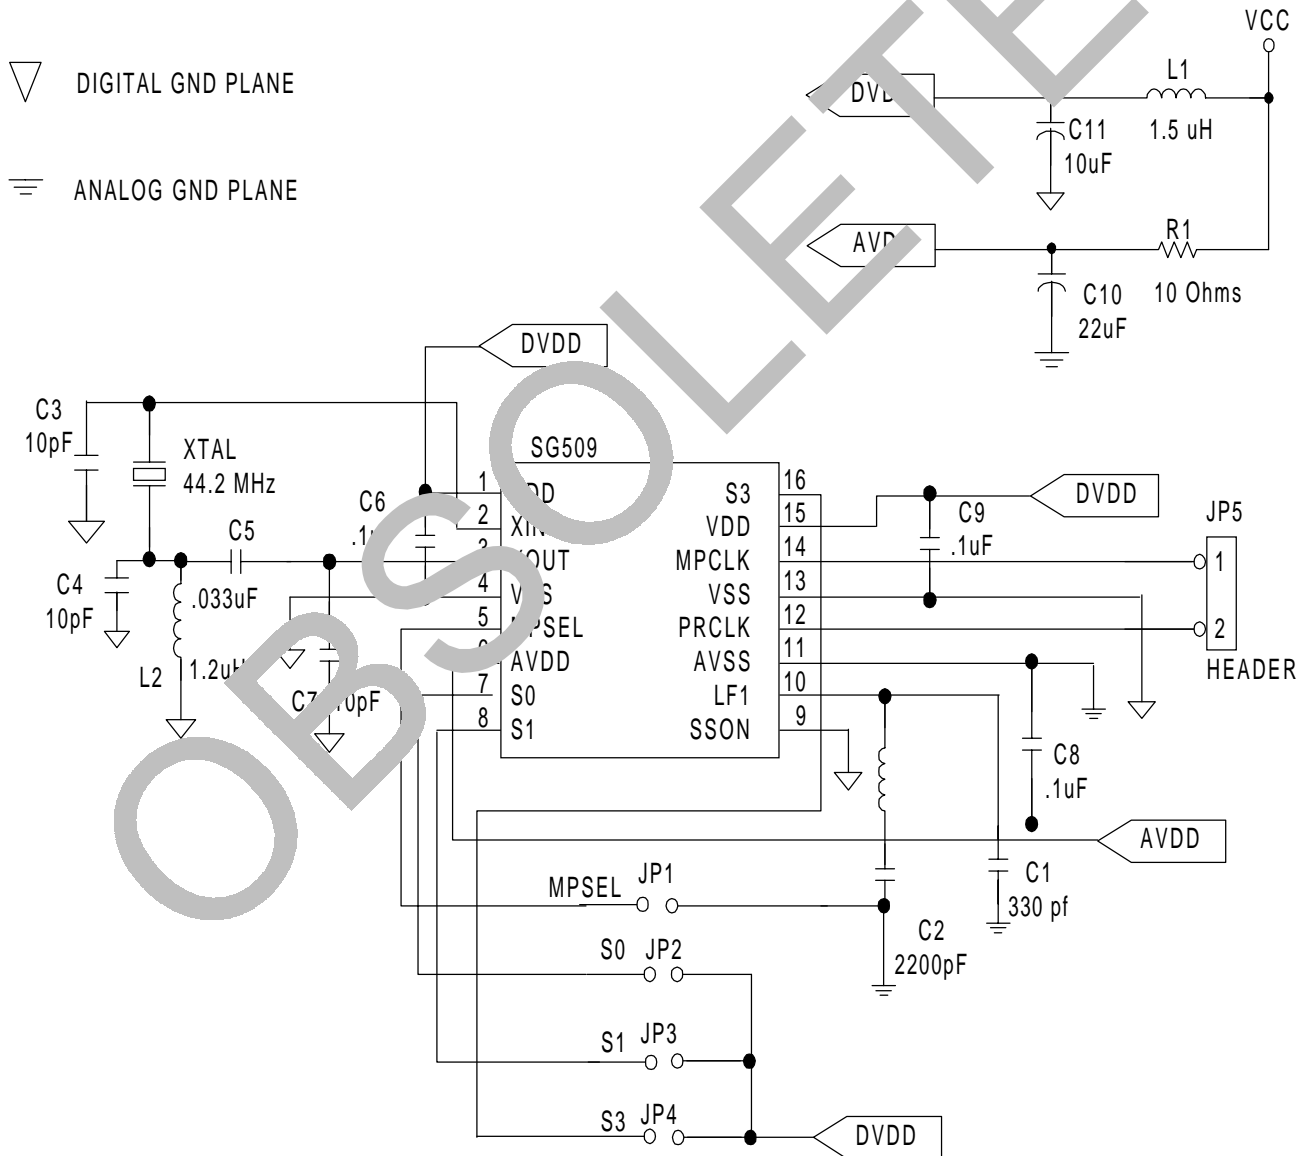 VCC
DIGITAL GND PLANE
L1
C11
1.5 uH
10uF
ANALOG GND PLANE
R1
C10
10 Ohms
22uF
DVDD
C3
10pF
XTAL
44.2 MHz
SG509
C6
C5
C4
10pF
.033uF
L2
C7
1
2
4
5
7
8
AVDD
S0
S1
S3
VDD
MPCLK
VSS
PRCLK
AVSS
LF1
SSON
16
15
14
13
12
11
10
9
DVDD
C9
.1uF
JP5
1
2
HEADER
C8
.1uF
AVDD
C1
330 pf
MPSEL
JP1
C2
2200pF
S0
JP2
S1
JP3
S3
JP4
DVDD
OBSOLETE